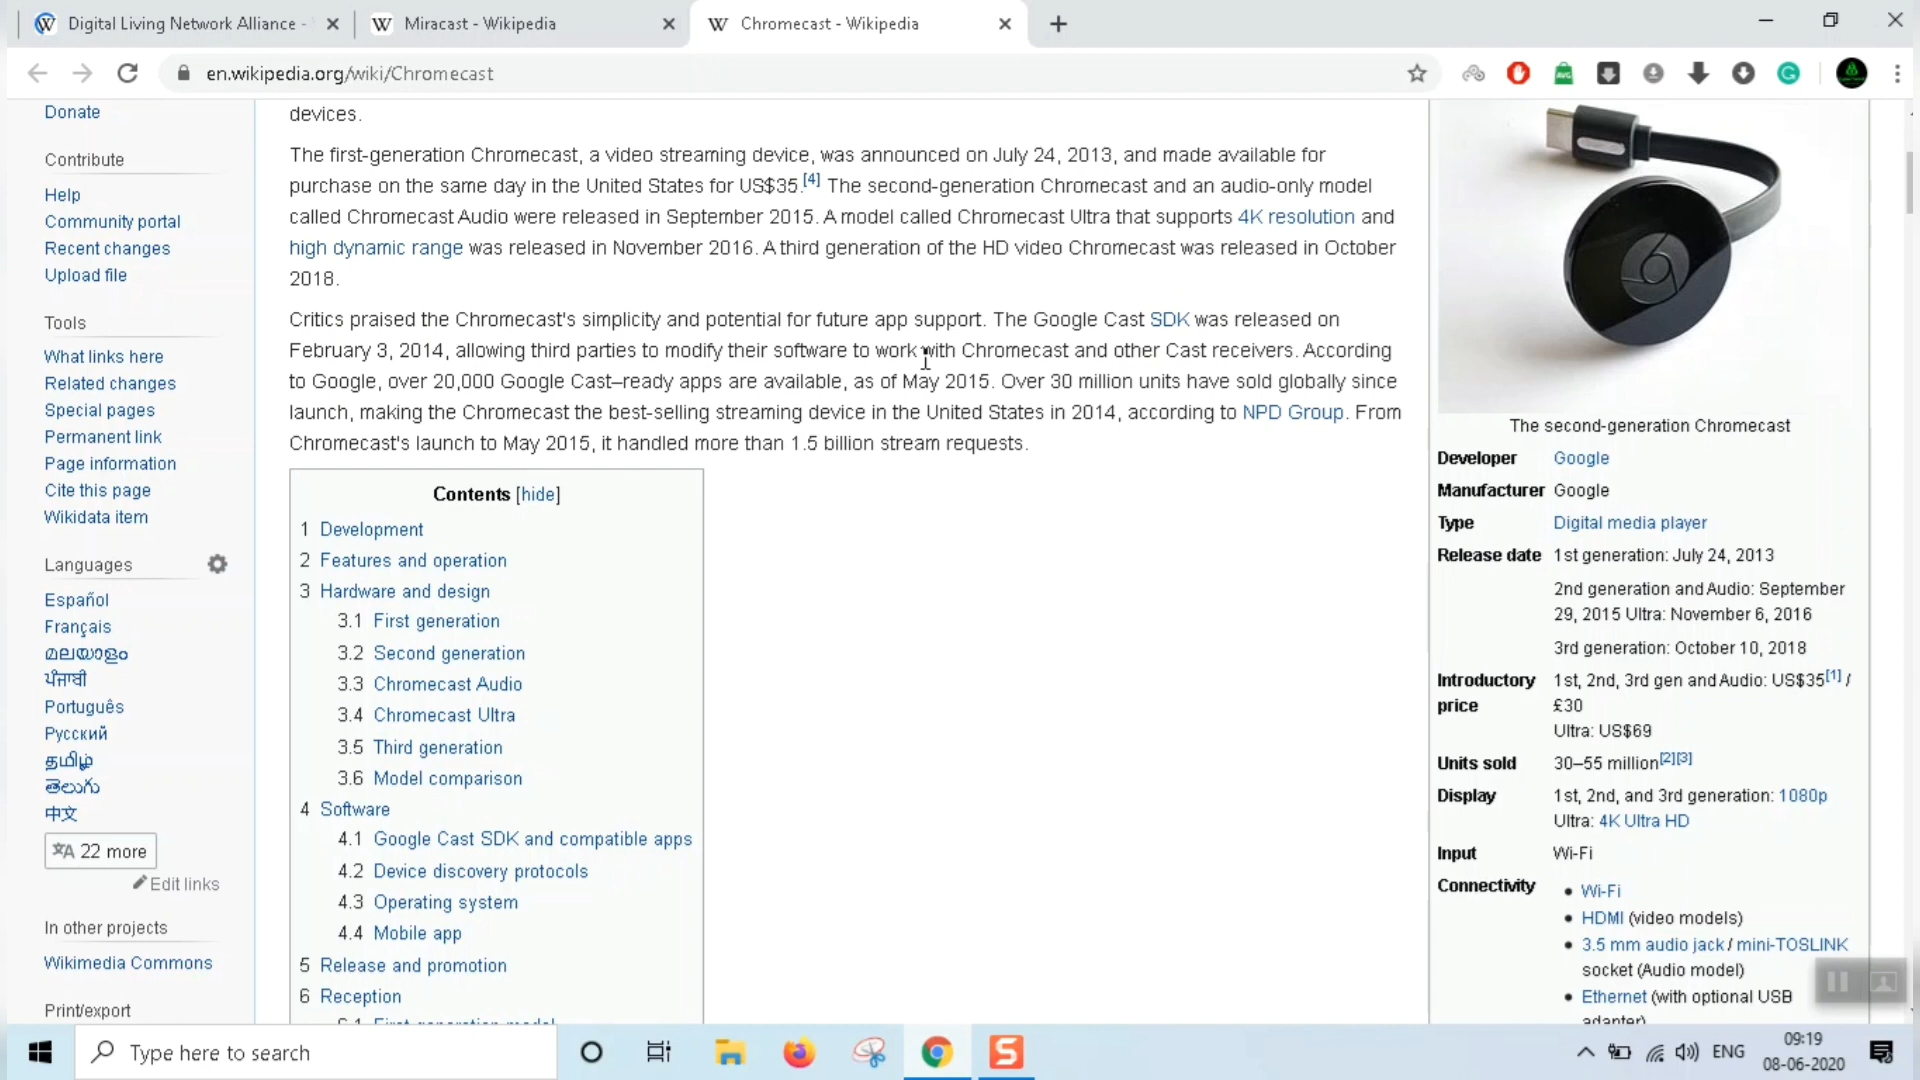 Digital Living Network Alliance -
Miracast - Wikipedia
Chromecast - Wikipedia
en.wikipedia.org/wiki/Chromecast
Donate
Contribute
Help
Community portal
Recent changes
Upload file
Tools
What links here
Related changes
Special pages
Permanent link
Page information
Cite this page
Wikidata item
Languages
Español
Français
മലയാളം
ਪੰਜਾਬੀ
Português
Русский
தமிழ்
తెలుగు
中文
22 more
Edit links
In other projects
Wikimedia Commons
Print/export
devices.
The first-generation Chromecast, a video streaming device, was announced on July 24, 2013, and made available for
purchase on the same day in the United States for US$35.[4] The second-generation Chromecast and an audio-only model
called Chromecast Audio were released in September 2015. A model called Chromecast Ultra that supports 4K resolution and
high dynamic range was released in November 2016. A third generation of the HD video Chromecast was released in October
2018.
Critics praised the Chromecast's simplicity and potential for future app support. The Google Cast SDK was released on
February 3, 2014, allowing third parties to modify their software to work with Chromecast and other Cast receivers. According
to Google, over 20,000 Google Cast–ready apps are available, as of May 2015. Over 30 million units have sold globally since
launch, making the Chromecast the best-selling streaming device in the United States in 2014, according to NPD Group. From
Chromecast's launch to May 2015, it handled more than 1.5 billion stream requests.
Contents [hide]
1 Development
2 Features and operation
3 Hardware and design
3.1 First generation
3.2 Second generation
3.3 Chromecast Audio
3.4 Chromecast Ultra
3.5 Third generation
3.6 Model comparison
4 Software
4.1 Google Cast SDK and compatible apps
4.2 Device discovery protocols
4.3 Operating system
4.4 Mobile app
5 Release and promotion
6 Reception
The second-generation Chromecast
Developer Google
Manufacturer Google
Type Digital media player
Release date 1st generation: July 24, 2013
2nd generation and Audio: September
29, 2015 Ultra: November 6, 2016
3rd generation: October 10, 2018
Introductory price 1st, 2nd, 3rd gen and Audio: US$35[1] /
£30
Ultra: US$69
Units sold 30–55 million[2][3]
Display 1st, 2nd, and 3rd generation: 1080p
Ultra: 4K Ultra HD
Input Wi-Fi
Connectivity • Wi-Fi
• HDMI (video models)
• 3.5 mm audio jack / mini-TOSLINK
socket (Audio model)
• Ethernet (with optional USB
adapter)
Type here to search
ENG
09:19
08-06-2020